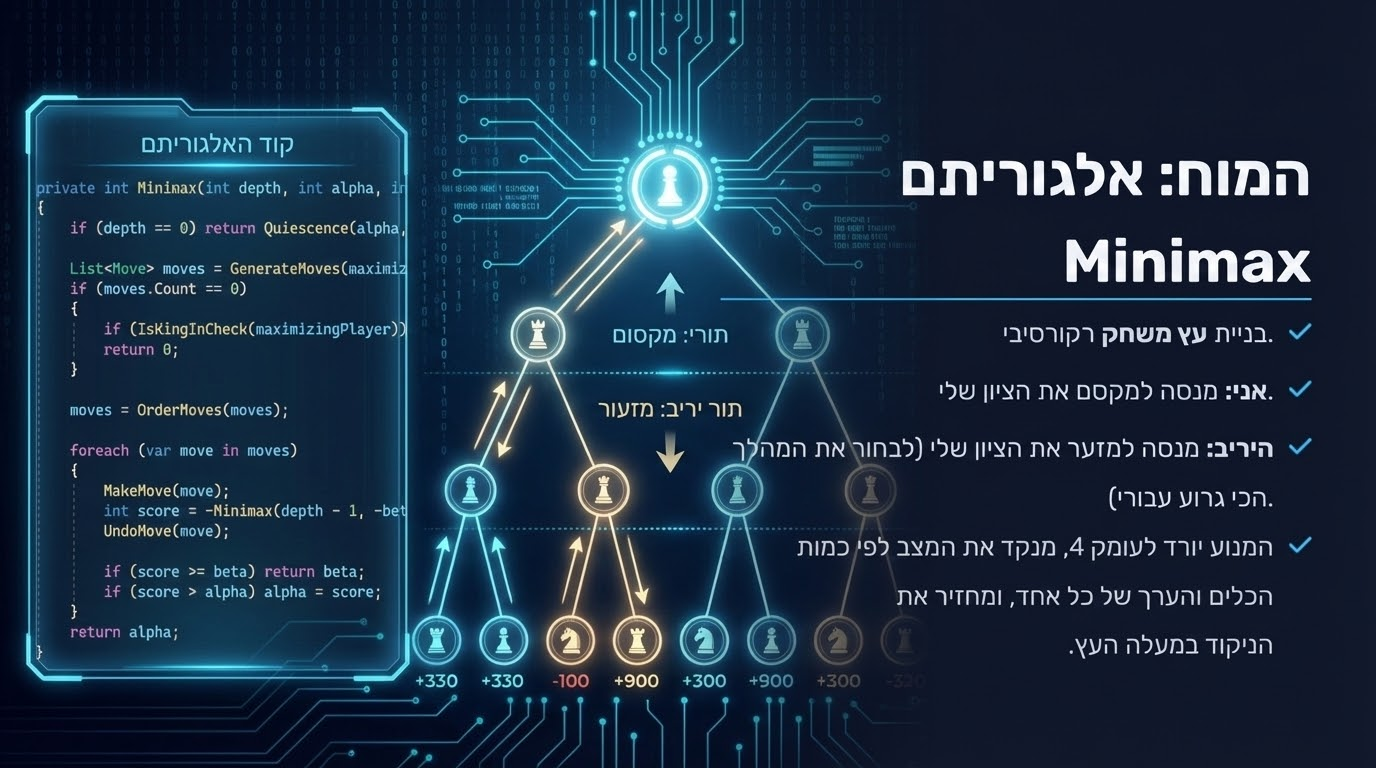 המוח: אלגוריתם
Minimax
.בניית עץ משחק רקורסיבי
.אני: מנסה למקסם את הציון שלי
היריב: מנסה למזער את הציון שלי (לבחור את המהלך
.הכי גרוע עבורי)
המנוע יורד לעומק 4, מנקד את המצב לפי כמות
הכלים והערך של כל אחד, ומחזיר את
הניקוד במעלה העץ.
תורי: מקסום
תור יריב: מזעור
+330 +330 -100 +900 +300 +900 +300
קוד האלגוריתם
private int Minimax(int depth, int alpha, in
{
if (depth == 0) return Quiescence(alpha,
List<Move> moves = GenerateMoves(maximiz
if (moves.Count == 0)
{
if (IsKingInCheck(maximizingPlayer))
return 0;
}
moves = OrderMoves(moves);
foreach (var move in moves)
{
MakeMove(move);
int score = -Minimax(depth - 1, -bet
UndoMove(move);
if (score >= beta) return beta;
if (score > alpha) alpha = score;
}
return alpha;
}